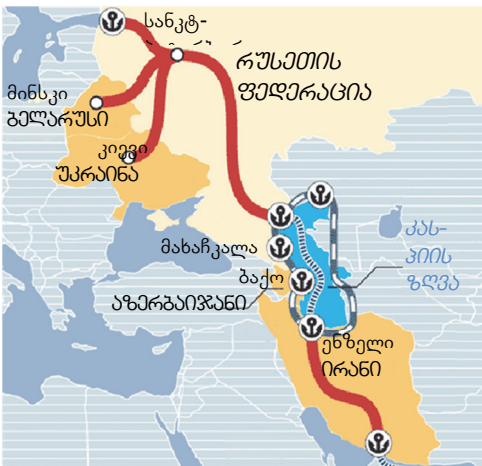 სანკტ-
რუსეთის
ფედერაცია
მინსკი
ბელარუსი
კიევი
უკრაინა
მახაჩკალა
ბაქო
აზერბაიჯანი
კას-
პიის
ზღვა
ენზელი
ირანი